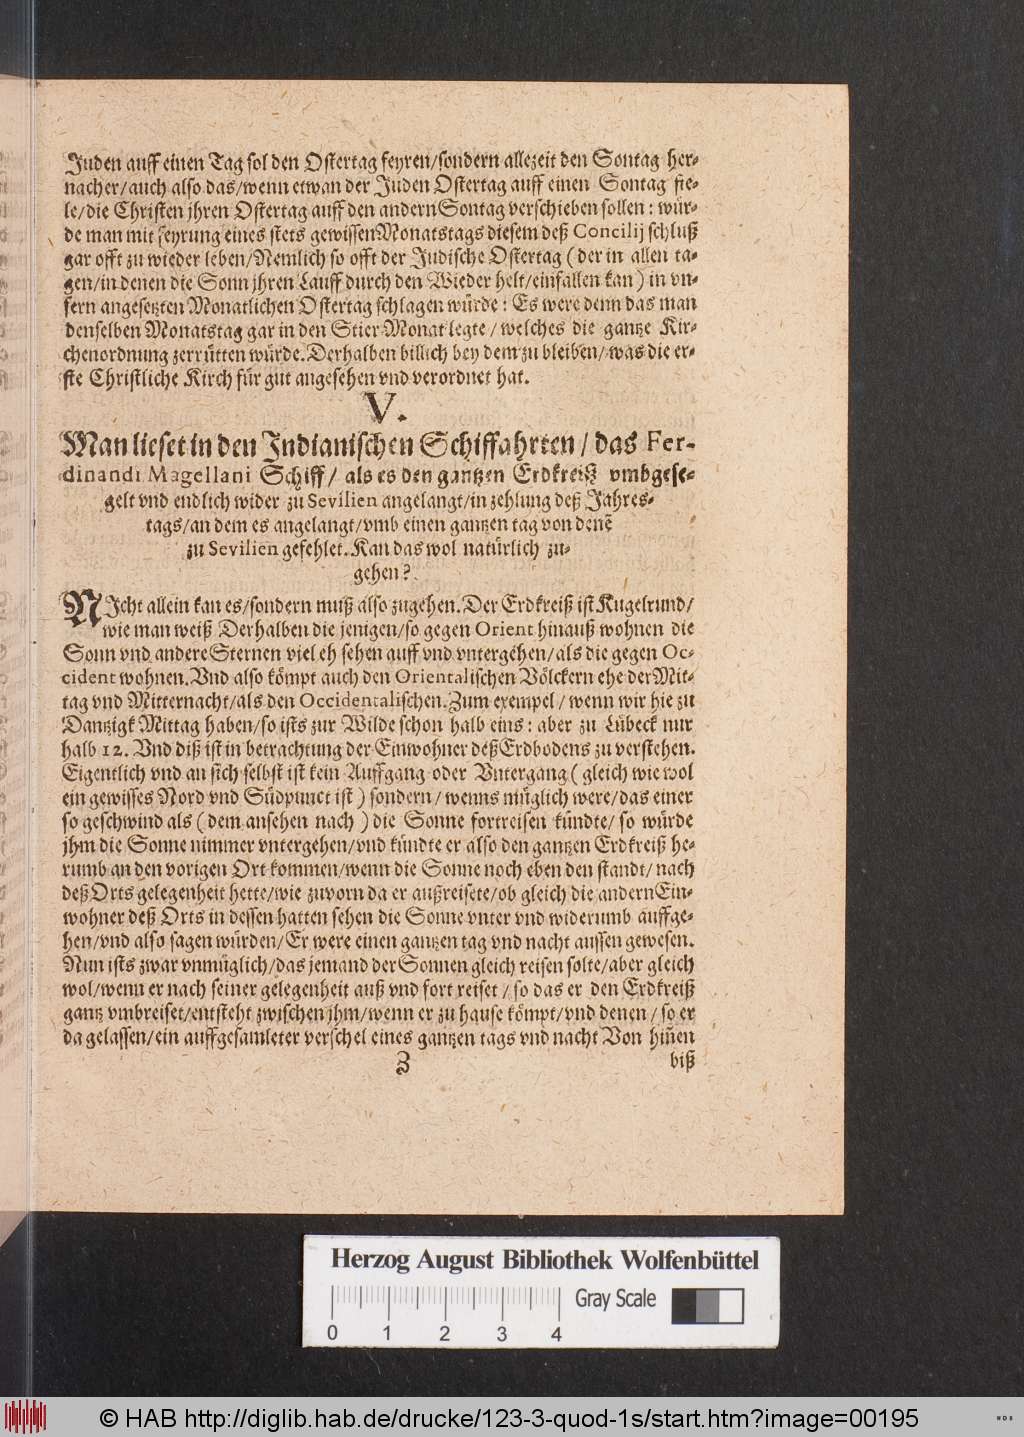 Juden auff einen Tag sol den Ostertag feyren/sondern allezeit den Sontag her-
nacher/auch also das/wenn etwan der Juden Ostertag auff einen Sontag fie-
le/die Christen jhren Ostertag auff den andern Sontag verschieben sollen: wür-
de man mit feyrung eines stets gewissen Monatstags diesem deß Concilij schluß
gar offt zu wieder leben/Nemlich so offt der Jüdische Ostertag (der in allen ta-
gen/in denen die Sonn jhren Lauff durch den Wieder helt/einfallen kan) in vn-
sern angesetzten Monatlichen Ostertag schlagen würde: Es were denn das man
denselben Monatstag gar in den Stier Monat legte/welches die gantze Kir-
chenordnung zerrütten würde. Derhalben billich bey dem zu bleiben/was die er-
ste Christliche Kirch für gut angesehen vnd verordnet hat.
V.
Man lieset in den Indianischen Schiffahrten/das Fer-
dinandi Magellani Schiff/als es den gantzen Erdkreiß vmbgese-
gelt vnd endlich wider zu Sevilien angelangt/in zehlung deß Jahres-
tags/an dem es angelangt/vmb einen gantzen tag von denē
zu Sevilien gefehlet. Kan das wol natürlich zu-
gehen?
NIcht allein kan es/sondern muß also zugehen. Der Erdkreiß ist Kugelrund/
wie man weiß Derhalben die jenigen/so gegen Orient hinauß wohnen die
Sonn vnd andere Sternen viel eh sehen auff vnd vntergehen/als die gegen Oc-
cident wohnen. Vnd also kömpt auch den Orientalischen Völckern ehe der Mit-
tag vnd Mitternacht/als den Occidentalischen. Zum exempel/wenn wir hie zu
Dantzigk Mittag haben/so ists zur Wilde schon halb eins: aber zu Lübeck nur
halb 12. Vnd diß ist in betrachtung der Einwohner deß Erdbodens zu verstehen.
Eigentlich vnd an sich selbst ist kein Auffgang oder Vntergang (gleich wie wol
ein gewisses Nord vnd Südpunct ist) sondern/wenns müglich were/das einer
so geschwind als (dem ansehen nach) die Sonne fortreisen kündte/so würde
jhm die Sonne nimmer vntergehen/vnd kündte er also den gantzen Erdkreiß he-
rumb an den vorigen Ort kommen/wenn die Sonne noch eben den standt/nach
deß Orts gelegenheit hette/wie zuvorn da er außreisete/ob gleich die andern Ein-
wohner deß Orts in dessen hatten sehen die Sonne vnter vnd widerumb auffge-
hen/vnd also sagen würden/Er were einen gantzen tag vnd nacht aussen gewesen.
Nun ists zwar vnmüglich/das jemand der Sonnen gleich reisen solte/aber gleich
wol/wenn er nach seiner gelegenheit auß vnd fort reiset/so das er den Erdkreiß
gantz vmbreiset/entsteht zwischen jhm/wenn er zu hause kömpt/vnd denen/so er
da gelassen/ein auffgesamleter verschel eines gantzen tags vnd nacht Von hiñen
Z biß
Herzog August Bibliothek Wolfenbüttel
0 1 2 3 4 Gray Scale
© HAB http://diglib.hab.de/drucke/123-3-quod-1s/start.htm?image=00195